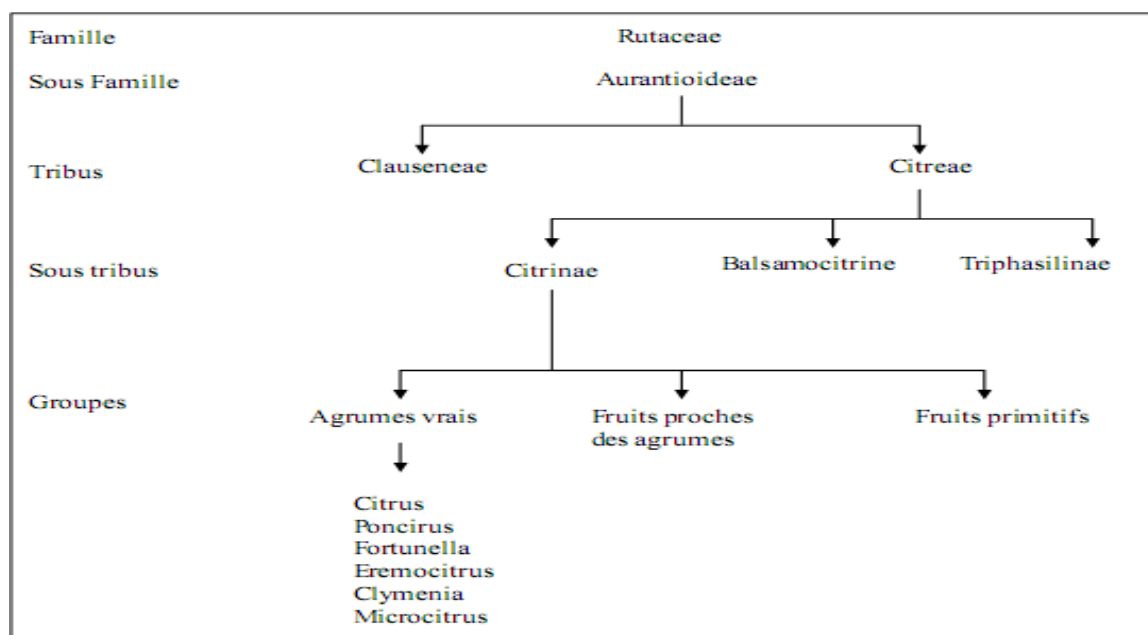 Famille Rutaceae
Sous Famille Aurantioideae
Tribus Clauseneae Citreae
Sous tribus Citrinae Balsamocitrine Triphasilinae
Groupes Agrumes vrais Fruits proches des agrumes Fruits primitifs
Citrus
Poncirus
Fortunella
Eremocitrus
Clymenia
Microcitrus